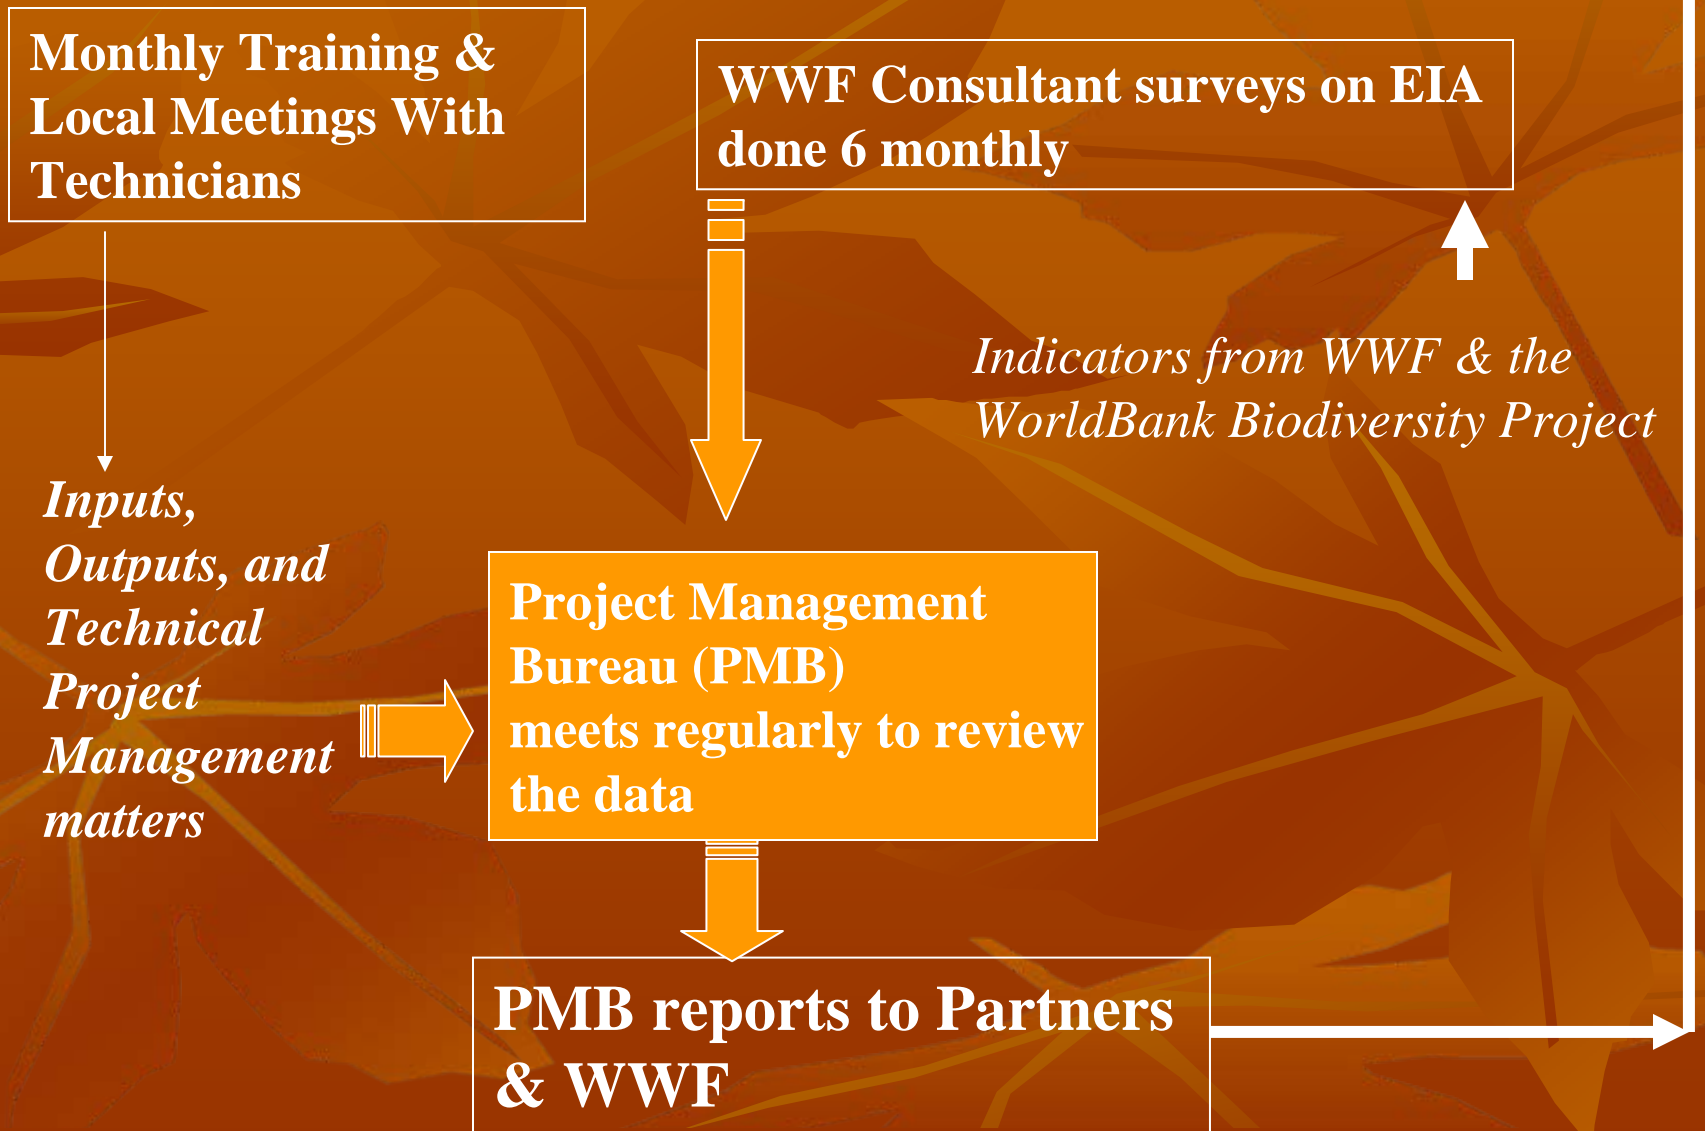 Monthly Training &
Local Meetings With
Technicians
WWF Consultant surveys on EIA
done 6 monthly
Indicators from WWF & the
WorldBank Biodiversity Project
Inputs,
Outputs, and
Technical
Project
Management
matters
Project Management
Bureau (PMB)
meets regularly to review
the data
PMB reports to Partners
& WWF